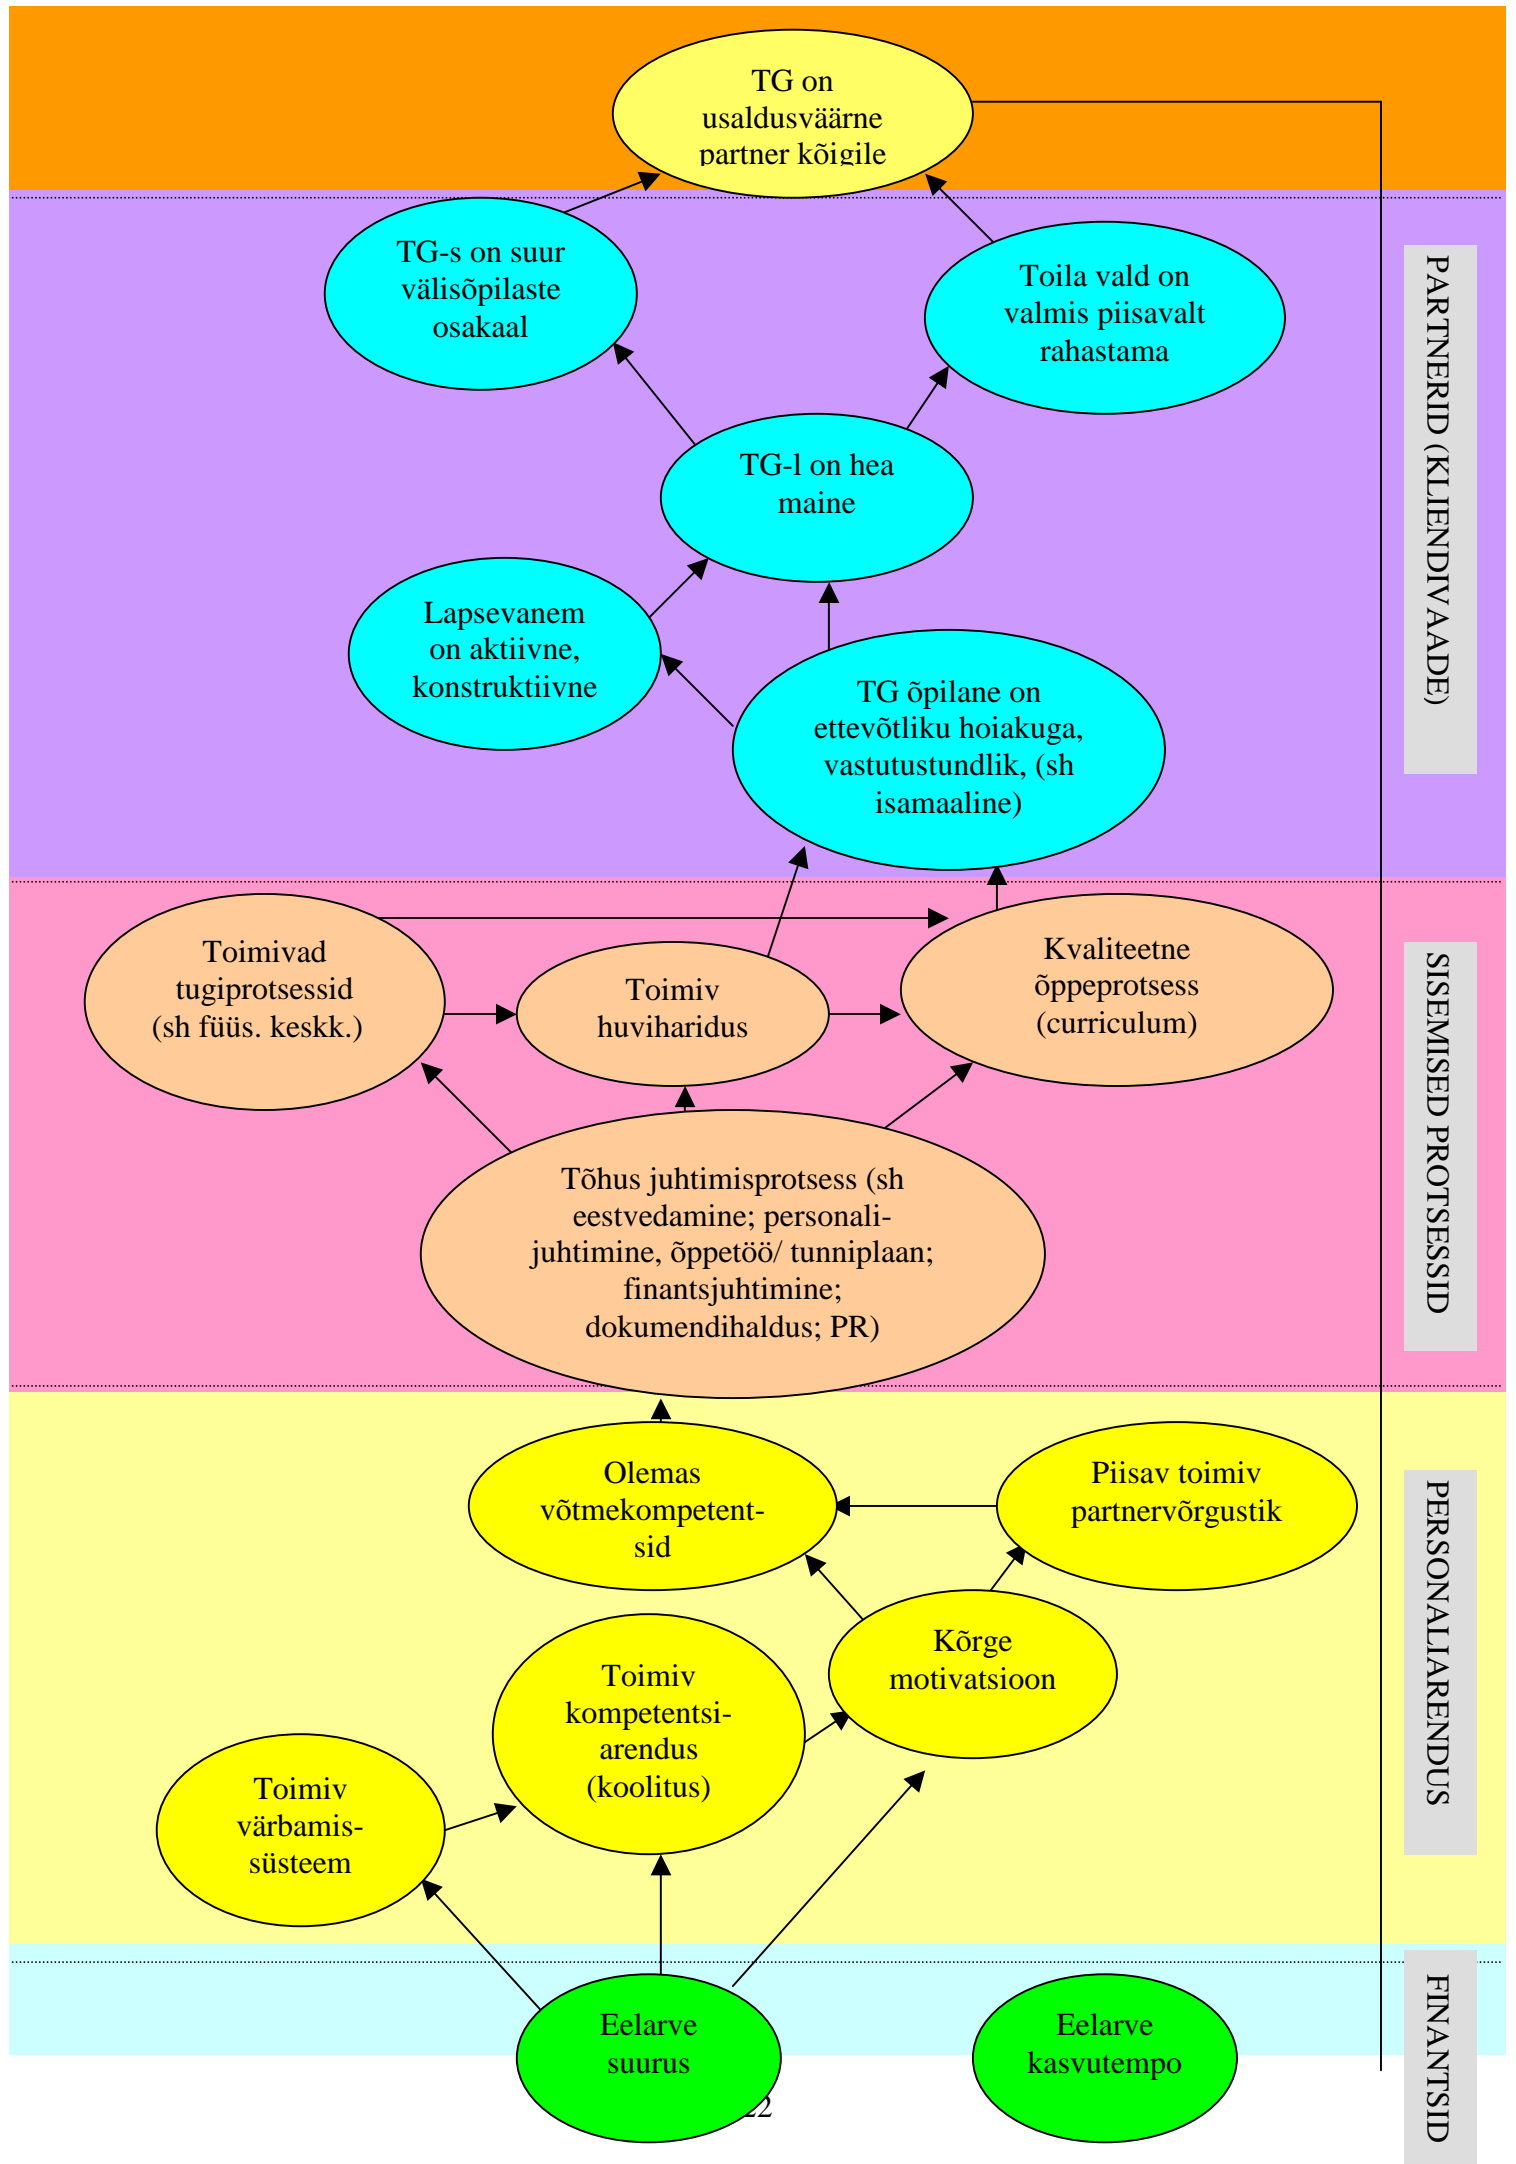 TG on
usaldusväärne
partner kõigile
TG-s on suur
välisõpilaste
osakaal
Toila vald on
valmis piisavalt
rahastama
TG-l on hea
maine
Lapsevanem
on aktiivne,
konstruktiivne
TG õpilane on
ettevõtliku hoiakuga,
vastutustundlik, (sh
isamaaline)
PARTNERID (KLIENDIVAADE)
Toimivad
tugiprotsessid
(sh füüs. keskk.)
Toimiv
huviharidus
Kvaliteetne
õppeprotsess
(curriculum)
Tõhus juhtimisprotsess (sh
eestvedamine; personali-
juhtimine, õppetöö/ tunniplaan;
finantsjuhtimine;
dokumendihaldus; PR)
SISEMISED PROTSESSID
Olemas
võtmekompetent-
sid
Piisav toimiv
partnervõrgustik
Kõrge
motivatsioon
Toimiv
kompetentsi-
arendus
(koolitus)
Toimiv
värbamis-
süsteem
PERSONALIARENDUS
Eelarve
suurus
Eelarve
kasvutempo
FINANTSID
22